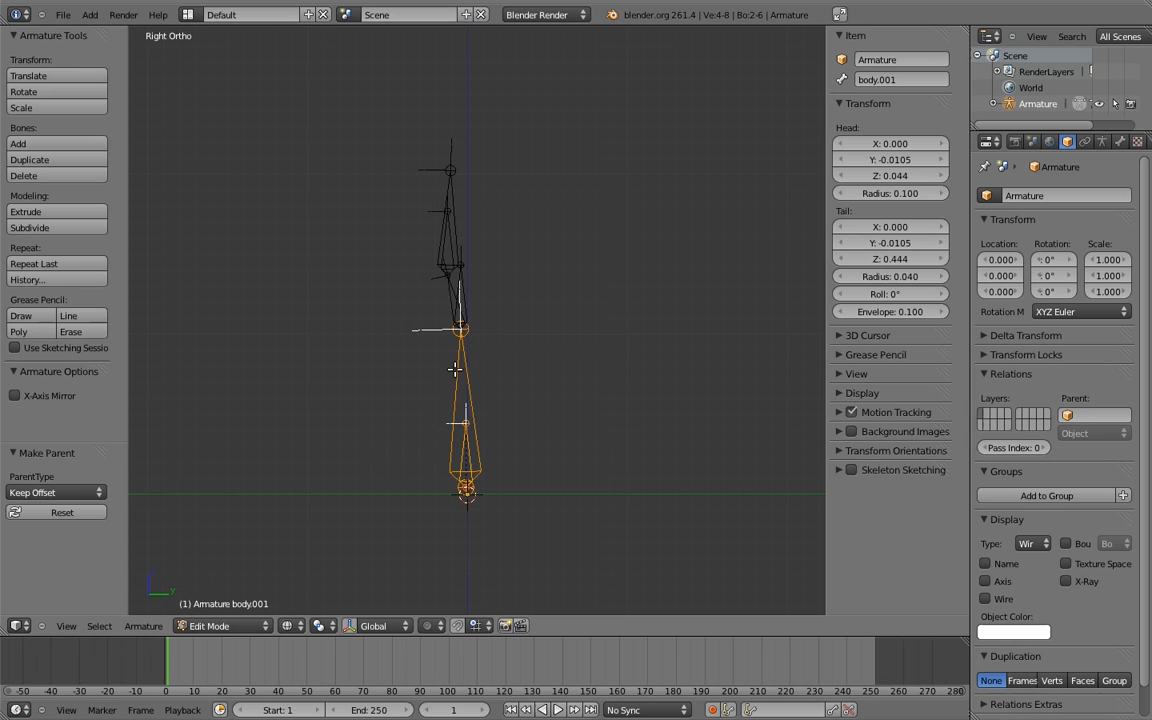 File Add Render Help Default Scene Blender Render blender.org 261.4 | Ve:4-8 | Bo:2-6 | Armature
Right Ortho
Armature Tools
Transform:
Translate
Rotate
Scale
Bones:
Add
Duplicate
Delete
Modeling:
Extrude
Subdivide
Repeat:
Repeat Last
History...
Grease Pencil:
Draw Line
Poly Erase
Use Sketching Sessio
Armature Options
X-Axis Mirror
Make Parent
ParentType
Keep Offset
Reset
y
(1) Armature body.001
Item
Armature
body.001
Transform
Head:
X: 0.000
Y: -0.0105
Z: 0.044
Radius: 0.100
Tail:
X: 0.000
Y: -0.0105
Z: 0.444
Radius: 0.040
Roll: 0°
Envelope: 0.100
3D Cursor
Grease Pencil
View
Display
Motion Tracking
Background Images
Transform Orientations
Skeleton Sketching
View Search All Scenes
Scene
RenderLayers |
World
Armature |
Armature
Armature
Transform
Location: Rotation: Scale:
0.000 : 0° 1.000
0.000 : 0° 1.000
0.000 : 0° 1.000
Rotation M XYZ Euler
Delta Transform
Transform Locks
Relations
Layers: Parent:
Object
Pass Index: 0
Groups
Add to Group
Display
Type: Wir Bou Bo
Name Texture Space
Axis X-Ray
Wire
Object Color:
Duplication
None Frames Verts Faces Group
Relations Extras
View Select Armature Edit Mode Global
-50 -40 -30 -20 -10 0 10 20 30 40 50 60 70 80 90 100 110 120 130 140 150 160 170 180 190 200 210 220 230 240 250 260 270 280
View Marker Frame Playback Start: 1 End: 250 1 No Sync